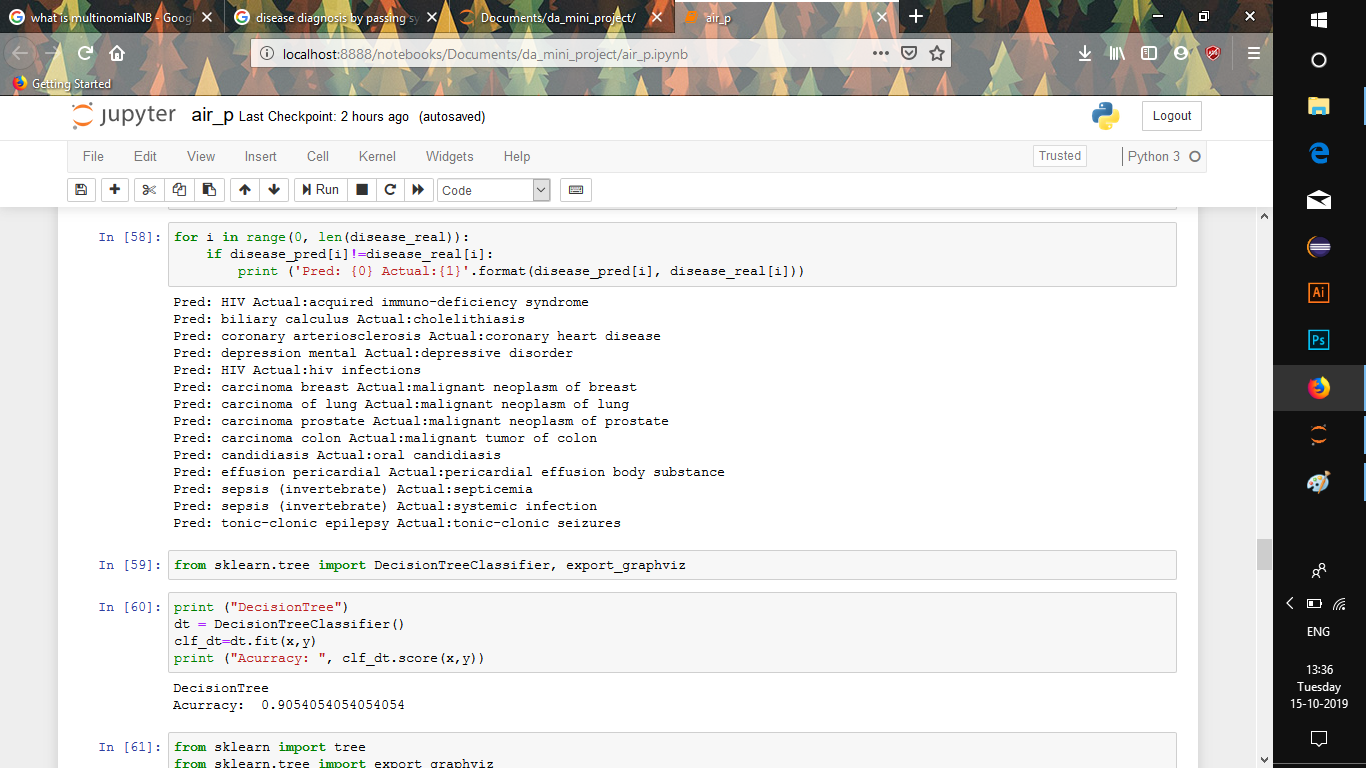 what is multinomialNB - Goog
disease diagnosis by passing sy
Documents/da_mini_project/
air_p
localhost:8888/notebooks/Documents/da_mini_project/air_p.ipynb
Getting Started
jupyter air_p Last Checkpoint: 2 hours ago (autosaved)
Logout
File Edit View Insert Cell Kernel Widgets Help
Trusted
Python 3
Run
Code
In [58]: for i in range(0, len(disease_real)):
if disease_pred[i]!=disease_real[i]:
print ('Pred: {0} Actual:{1}'.format(disease_pred[i], disease_real[i]))
Pred: HIV Actual:acquired immuno-deficiency syndrome
Pred: biliary calculus Actual:cholelithiasis
Pred: coronary arteriosclerosis Actual:coronary heart disease
Pred: depression mental Actual:depressive disorder
Pred: HIV Actual:hiv infections
Pred: carcinoma breast Actual:malignant neoplasm of breast
Pred: carcinoma of lung Actual:malignant neoplasm of lung
Pred: carcinoma prostate Actual:malignant neoplasm of prostate
Pred: carcinoma colon Actual:malignant tumor of colon
Pred: candidiasis Actual:oral candidiasis
Pred: effusion pericardial Actual:pericardial effusion body substance
Pred: sepsis (invertebrate) Actual:septicemia
Pred: sepsis (invertebrate) Actual:systemic infection
Pred: tonic-clonic epilepsy Actual:tonic-clonic seizures
In [59]: from sklearn.tree import DecisionTreeClassifier, export_graphviz
In [60]: print ("DecisionTree")
dt = DecisionTreeClassifier()
clf_dt=dt.fit(x,y)
print ("Acurracy: ", clf_dt.score(x,y))
DecisionTree
Acurracy:  0.9054054054054054
In [61]: from sklearn import tree
from sklearn.tree import export_graphviz
Ai
Ps
ENG
13:36
Tuesday
15-10-2019